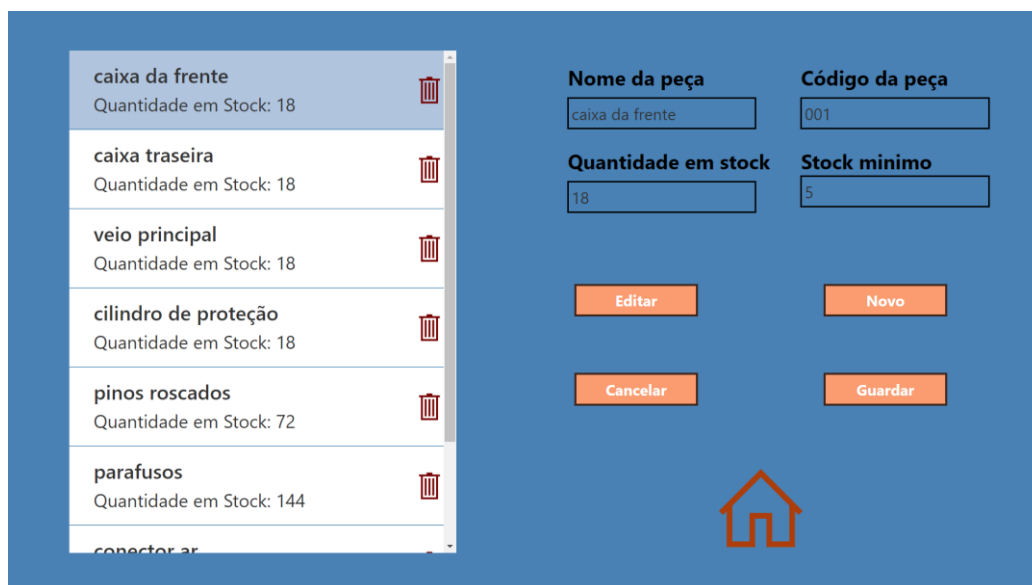 caixa da frente
Quantidade em Stock: 18
caixa traseira
Quantidade em Stock: 18
veio principal
Quantidade em Stock: 18
cilindro de proteção
Quantidade em Stock: 18
pinos roscados
Quantidade em Stock: 72
parafusos
Quantidade em Stock: 144
conector ar
Nome da peça
caixa da frente
Código da peça
001
Quantidade em stock
18
Stock minimo
5
Editar
Novo
Cancelar
Guardar